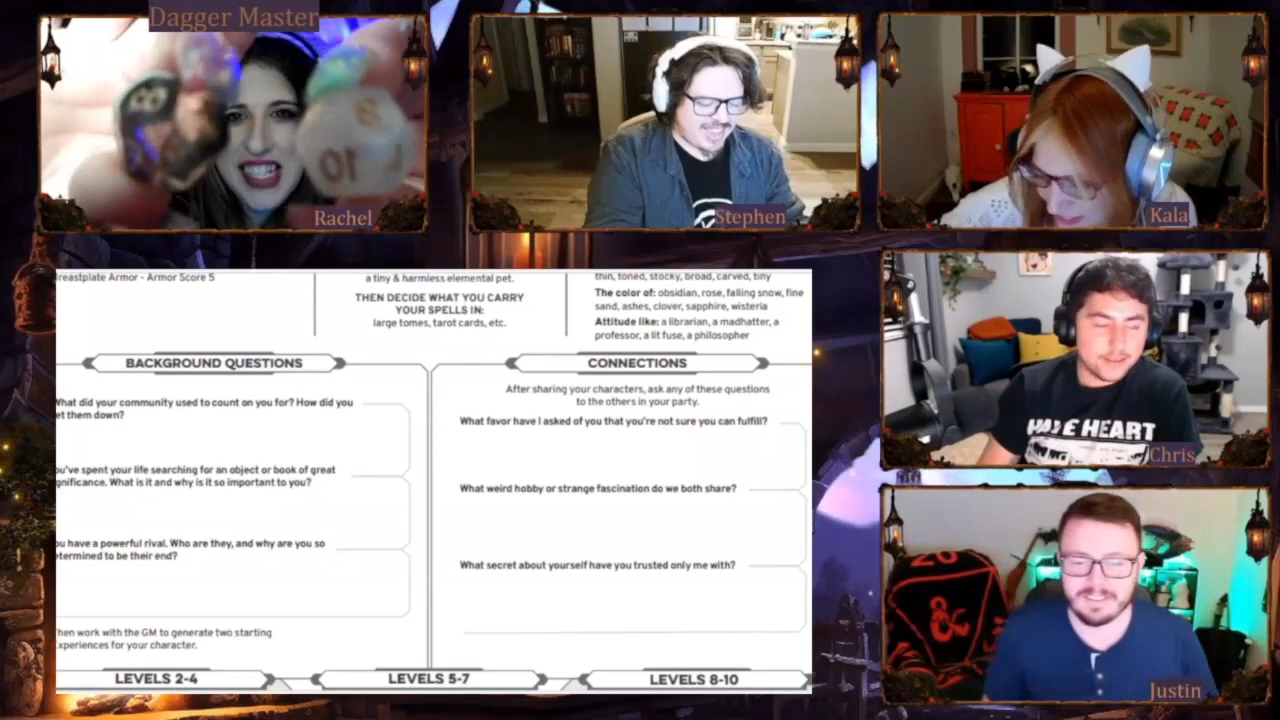 Dagger Master
8
8
10
Rachel
Stephen
Kala
reastplate Armor - Armor Score 5
a tiny & harmless elemental pet.
THEN DECIDE WHAT YOU CARRY
YOUR SPELLS IN:
large tomes, tarot cards, etc.
thin, toned, stocky, broad, carved, tiny
The color of: obsidian, rose, falling snow, fine
sand, ashes, clover, sapphire, wisteria
Attitude like: a librarian, a madhatter, a
professor, a lit fuse, a philosopher
BACKGROUND QUESTIONS
What did your community used to count on you for? How did you
et them down?
ou've spent your life searching for an object or book of great
gnificance. What is it and why is it so important to you?
ou have a powerful rival. Who are they, and why are you so
etermined to be their end?
hen work with the GM to generate two starting
xperiences for your character.
CONNECTIONS
After sharing your characters, ask any of these questions
to the others in your party.
What favor have I asked of you that you're not sure you can fulfill?
What weird hobby or strange fascination do we both share?
What secret about yourself have you trusted only me with?
LEVELS 2-4
LEVELS 5-7
LEVELS 8-10
HAVE HEART
Chris
20
&
Justin